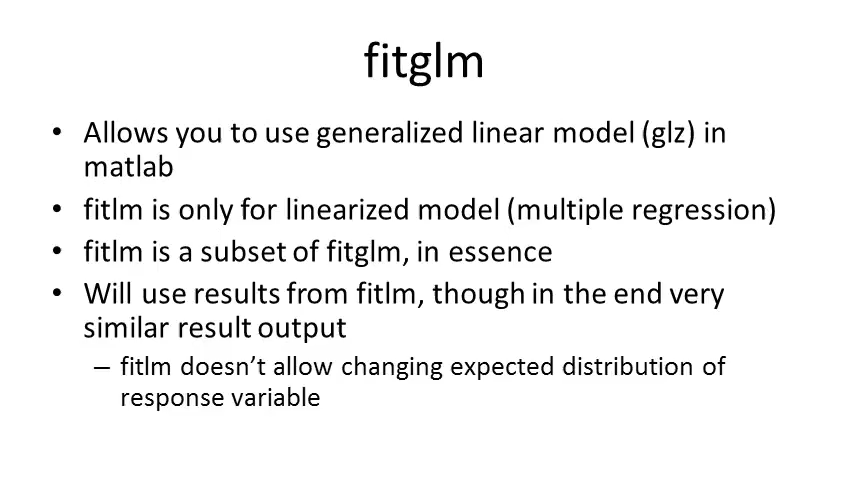 fitglm
• Allows you to use generalized linear model (glz) in
matlab
• fitlm is only for linearized model (multiple regression)
• fitlm is a subset of fitglm, in essence
• Will use results from fitlm, though in the end very
similar result output
– fitlm doesn’t allow changing expected distribution of
response variable